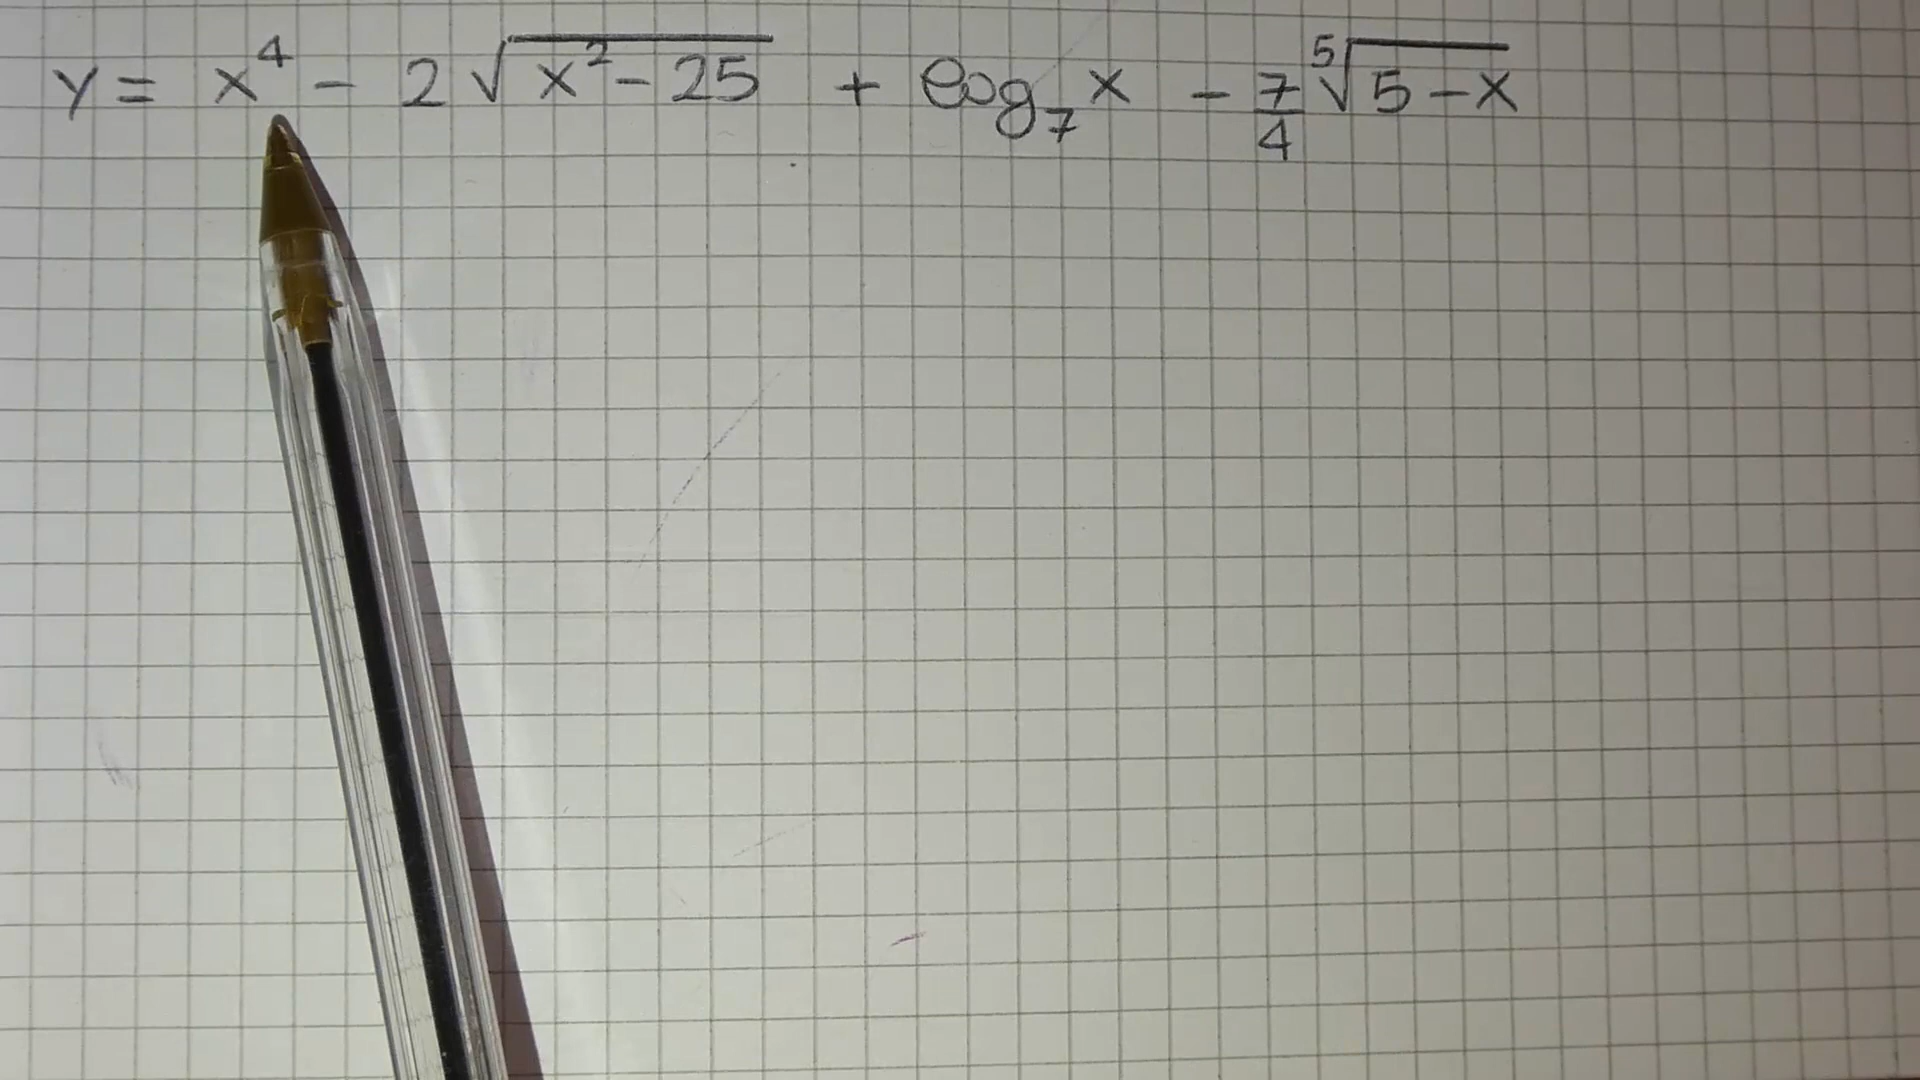 y = x⁴ - 2√(x² - 25) + log₇x - 7/4 ⁵√(5 - x)